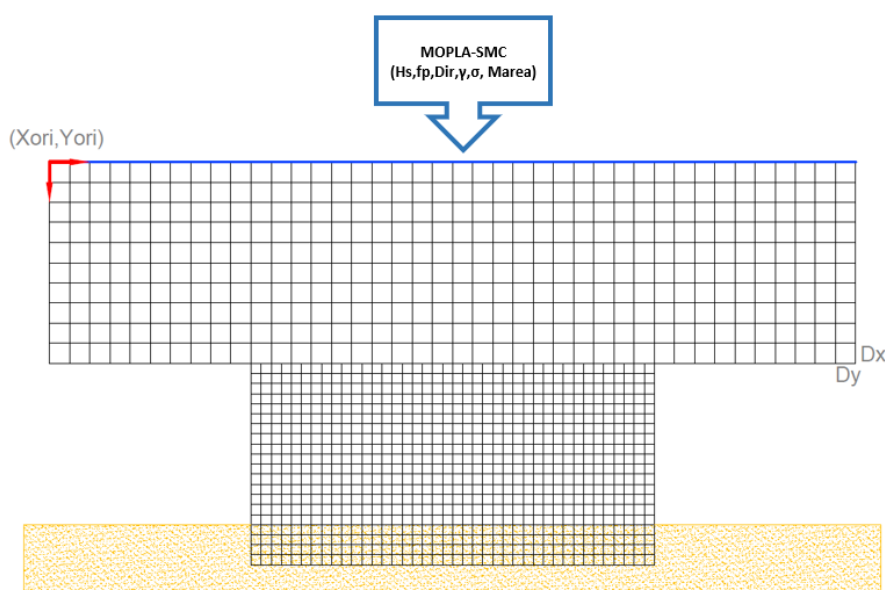 MOPLA-SMC
(Hs,fp,Dir,γ,σ, Marea)
(Xori,Yori)
Dx
Dy